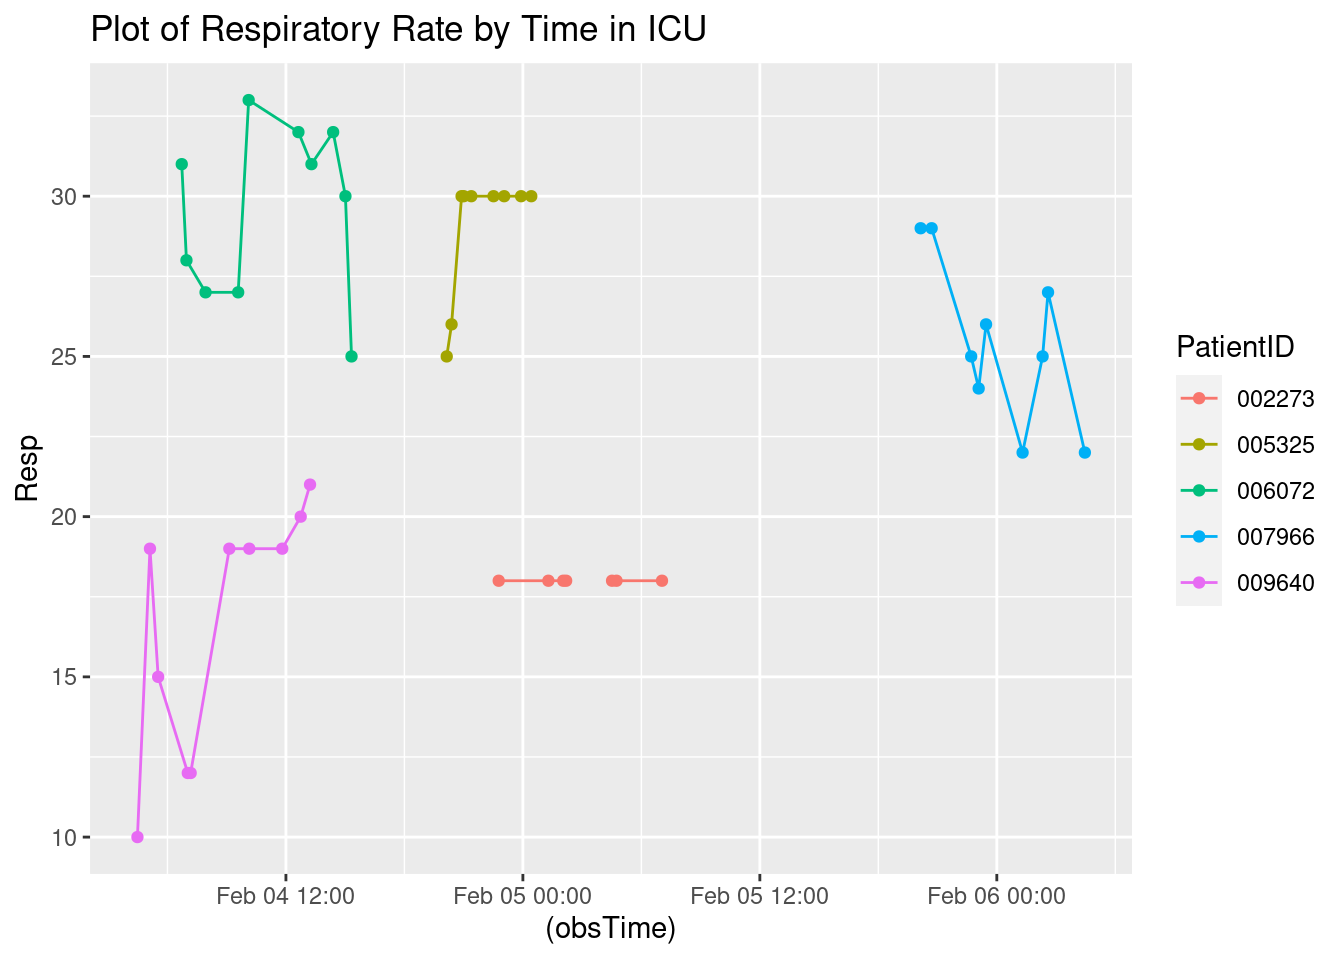 Plot of Respiratory Rate by Time in ICU
Resp
30
25
20
15
10
Feb 04 12:00
Feb 05 00:00
Feb 05 12:00
Feb 06 00:00
(obsTime)
PatientID
002273
005325
006072
007966
009640